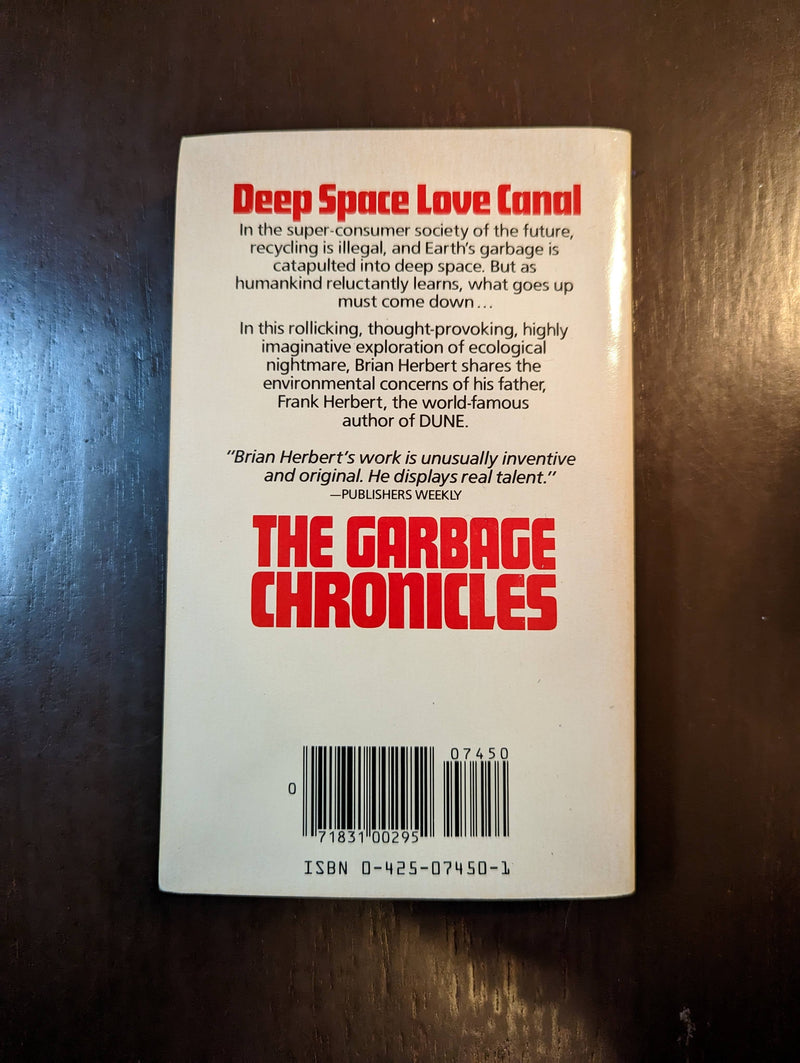 Deep Space Love Canal
In the super-consumer society of the future,
recycling is illegal, and Earth's garbage is
catapulted into deep space. But as
humankind reluctantly learns, what goes up
must come down...
In this rollicking, thought-provoking, highly
imaginative exploration of ecological
nightmare, Brian Herbert shares the
environmental concerns of his father,
Frank Herbert, the world-famous
author of DUNE.
"Brian Herbert's work is unusually inventive
and original. He displays real talent."
—PUBLISHERS WEEKLY
THE GARBAGE
CHRONICLES
07450
0
71831 00295
ISBN 0-425-07450-1